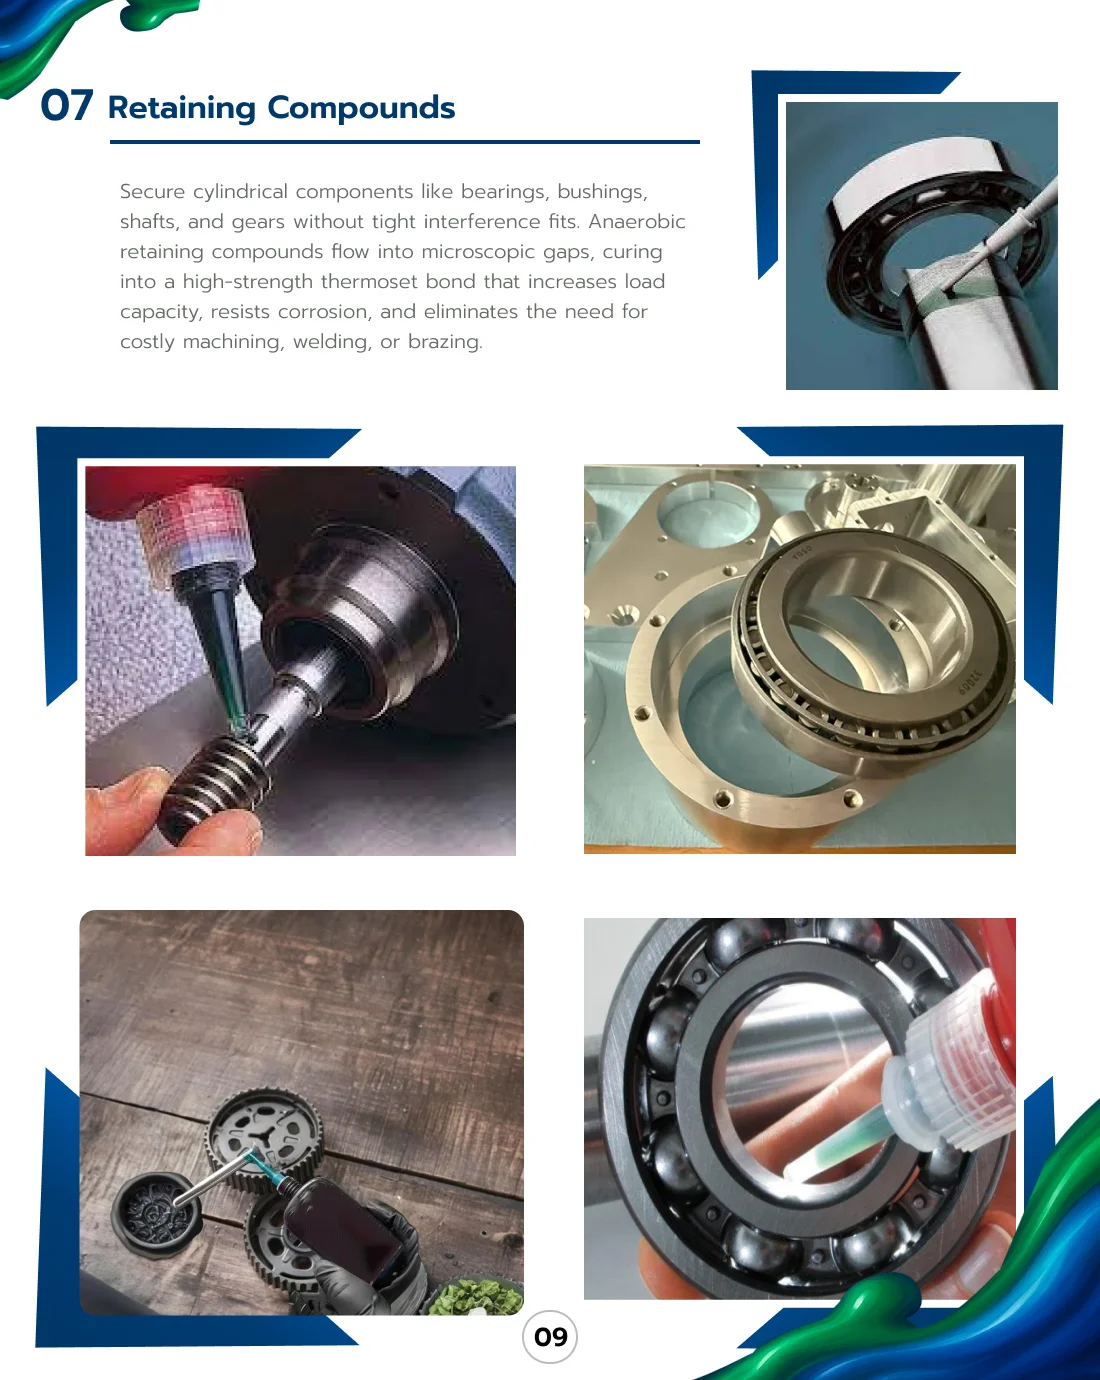 07 Retaining Compounds
Secure cylindrical components like bearings, bushings,
shafts, and gears without tight interference fits. Anaerobic
retaining compounds flow into microscopic gaps, curing
into a high-strength thermoset bond that increases load
capacity, resists corrosion, and eliminates the need for
costly machining, welding, or brazing.
09